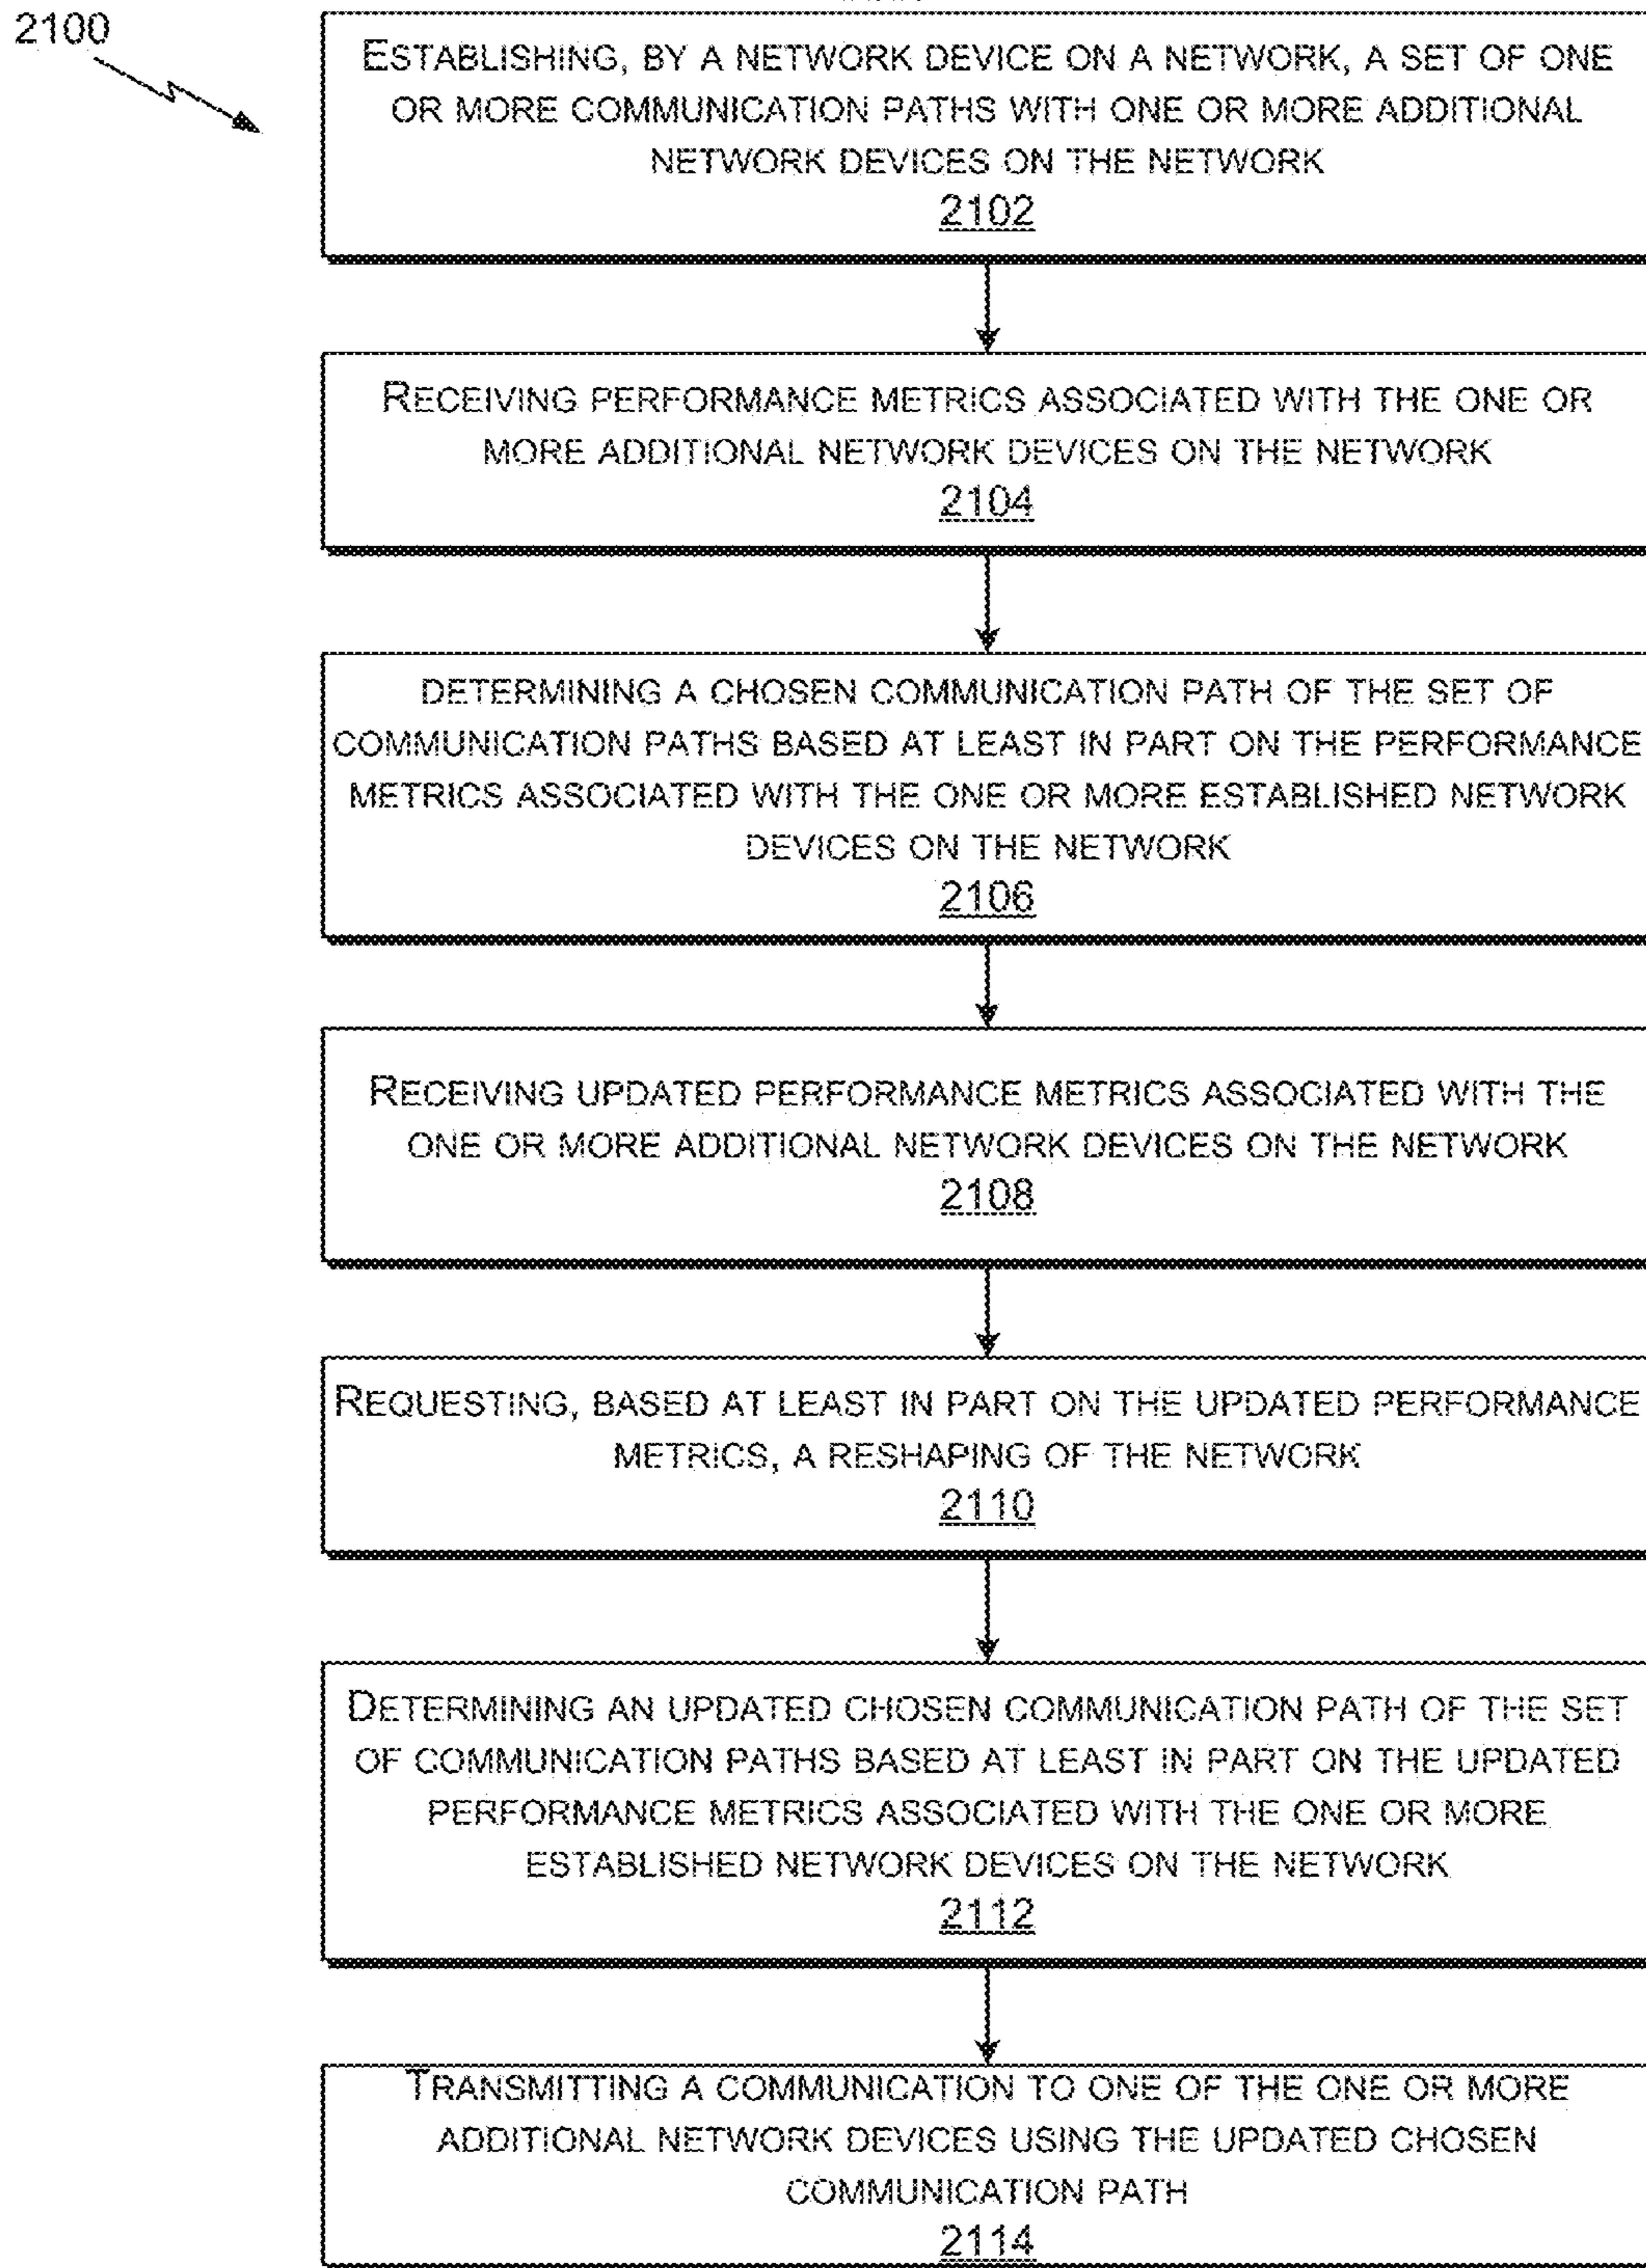 2100
ESTABLISHING, BY A NETWORK DEVICE ON A NETWORK, A SET OF ONE
OR MORE COMMUNICATION PATHS WITH ONE OR MORE ADDITIONAL
NETWORK DEVICES ON THE NETWORK
2102
RECEIVING PERFORMANCE METRICS ASSOCIATED WITH THE ONE OR
MORE ADDITIONAL NETWORK DEVICES ON THE NETWORK
2104
DETERMINING A CHOSEN COMMUNICATION PATH OF THE SET OF
COMMUNICATION PATHS BASED AT LEAST IN PART ON THE PERFORMANCE
METRICS ASSOCIATED WITH THE ONE OR MORE ESTABLISHED NETWORK
DEVICES ON THE NETWORK
2106
RECEIVING UPDATED PERFORMANCE METRICS ASSOCIATED WITH THE
ONE OR MORE ADDITIONAL NETWORK DEVICES ON THE NETWORK
2108
REQUESTING, BASED AT LEAST IN PART ON THE UPDATED PERFORMANCE
METRICS, A RESHAPING OF THE NETWORK
2110
DETERMINING AN UPDATED CHOSEN COMMUNICATION PATH OF THE SET
OF COMMUNICATION PATHS BASED AT LEAST IN PART ON THE UPDATED
PERFORMANCE METRICS ASSOCIATED WITH THE ONE OR MORE
ESTABLISHED NETWORK DEVICES ON THE NETWORK
2112
TRANSMITTING A COMMUNICATION TO ONE OF THE ONE OR MORE
ADDITIONAL NETWORK DEVICES USING THE UPDATED CHOSEN
COMMUNICATION PATH
2114